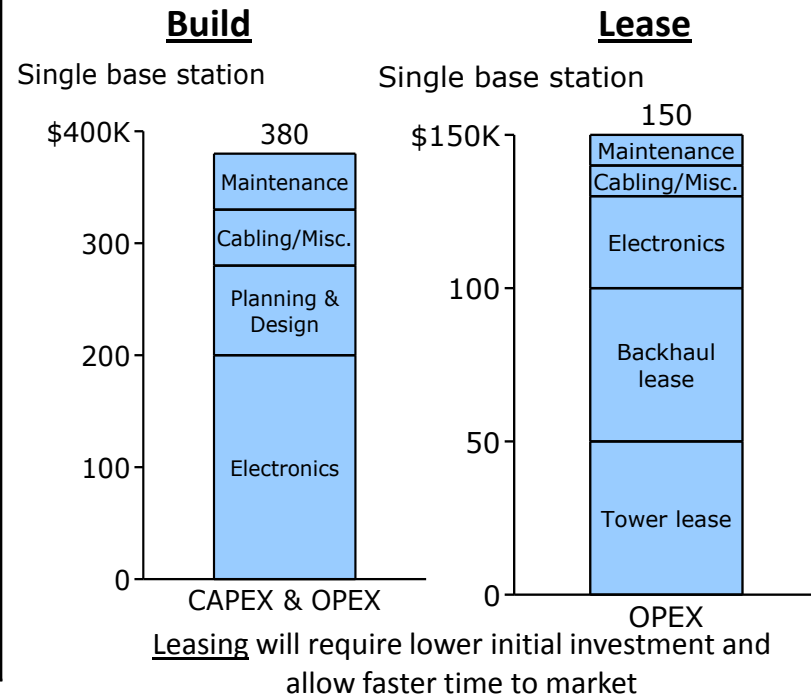 Build
Single base station
$400K
300
200
100
0
380
Maintenance
Cabling/Misc.
Planning &
Design
Electronics
CAPEX & OPEX
Lease
Single base station
$150K
100
50
0
150
Maintenance
Cabling/Misc.
Electronics
Backhaul
lease
Tower lease
OPEX
Leasing will require lower initial investment and
allow faster time to market